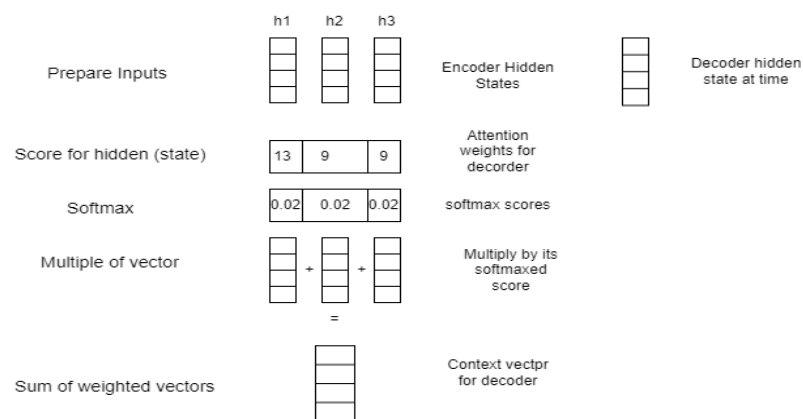 h1 h2 h3
Prepare Inputs
Encoder Hidden
States
Decoder hidden
state at time
Score for hidden (state)
13 9 9
Attention
weights for
decorder
Softmax
0.02 0.02 0.02
softmax scores
Multiple of vector
+ +
Multiply by its
softmaxed
score
=
Sum of weighted vectors
Context vectpr
for decoder